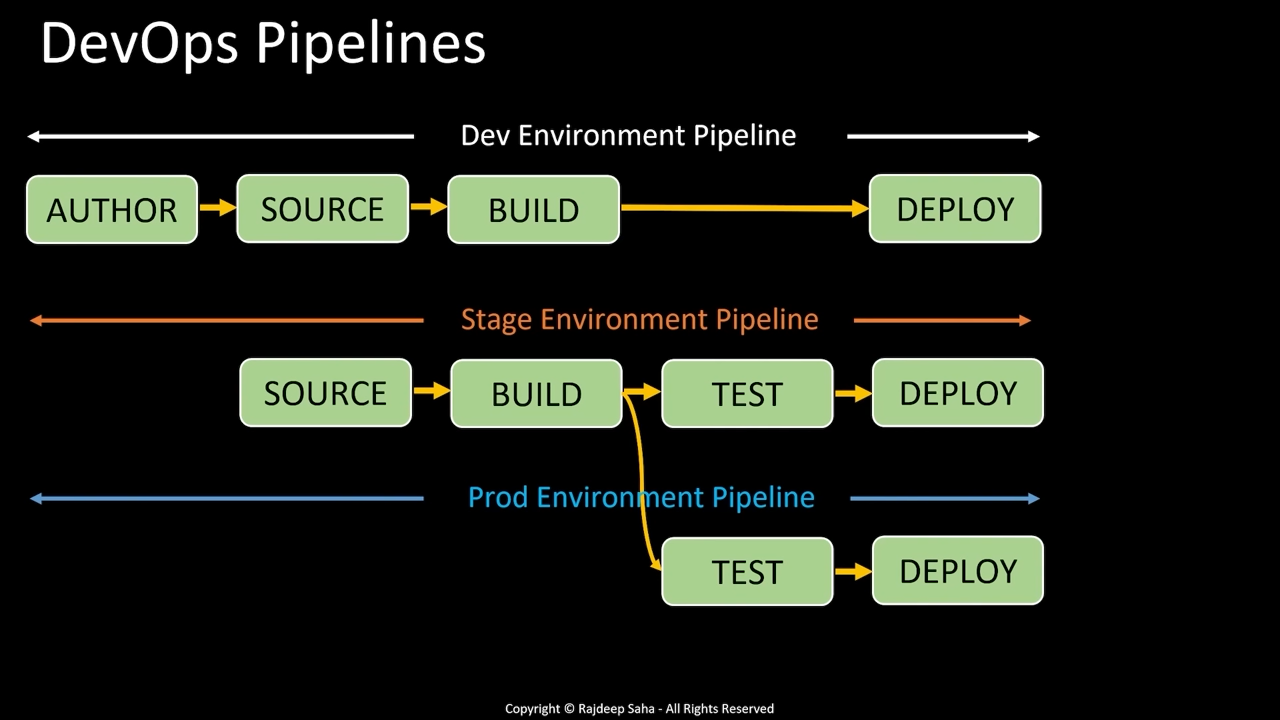 DevOps Pipelines
Dev Environment Pipeline
AUTHOR
SOURCE
BUILD
DEPLOY
Stage Environment Pipeline
SOURCE
BUILD
TEST
DEPLOY
Prod Environment Pipeline
TEST
DEPLOY
Copyright © Rajdeep Saha - All Rights Reserved